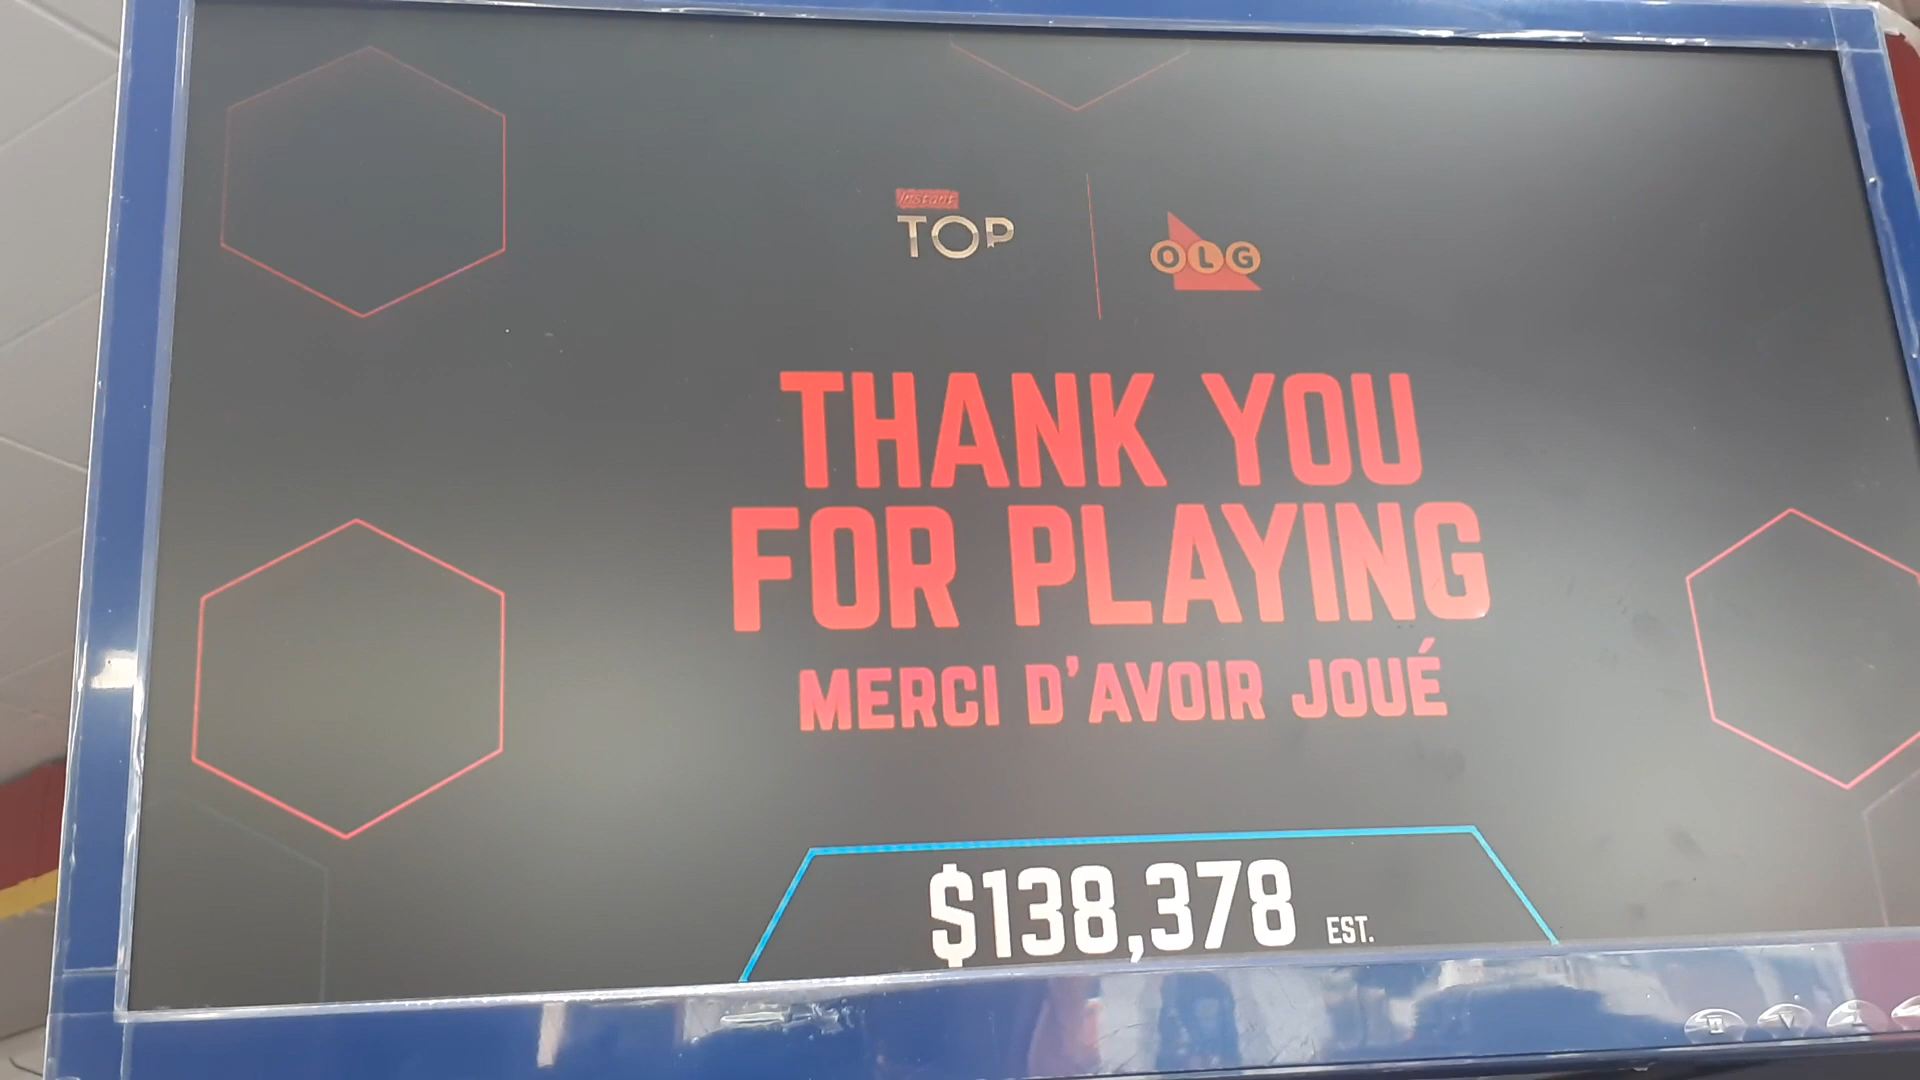 Instant
TOP
OLG
THANK YOU
FOR PLAYING
MERCI D'AVOIR JOUÉ
$138,378 EST.